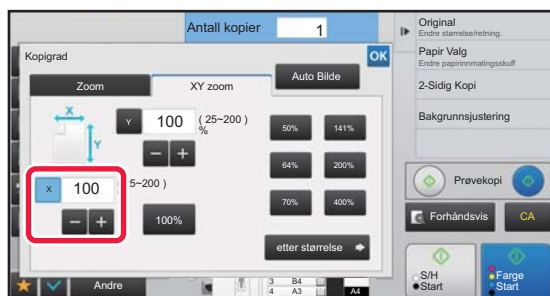 Antall kopier 1
Original
Endre størrelse/retning.
Papir Valg
Endre papirinnmatingsskuff
2-Sidig Kopi
Bakgrunnsjustering
Prøvekopi
Forhåndsvis CA
S/H
Start
Farge
Start
Kopigrad OK
Zoom XY zoom Auto Bilde
X
Y
Y 100 ( 25~200 )
%
50% 141%
X 100 5~200 )
64% 200%
70% 400%
100%
etter størrelse
Andre
3 B4
4 A3 A4